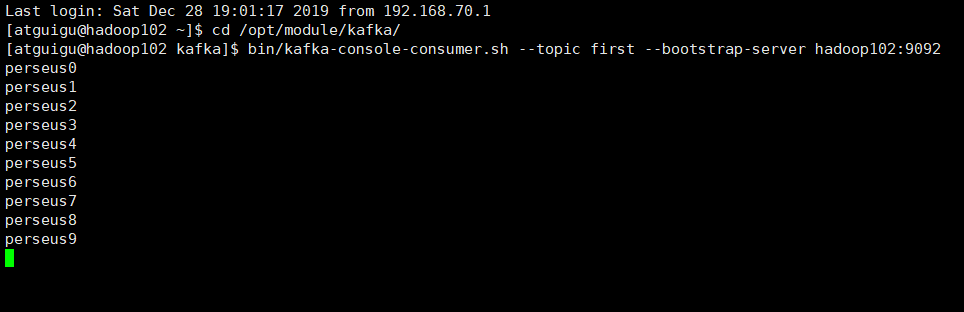 Last login: Sat Dec 28 19:01:17 2019 from 192.168.70.1
[atguigu@hadoop102 ~]$ cd /opt/module/kafka/
[atguigu@hadoop102 kafka]$ bin/kafka-console-consumer.sh --topic first --bootstrap-server hadoop102:9092
perseus0
perseus1
perseus2
perseus3
perseus4
perseus5
perseus6
perseus7
perseus8
perseus9